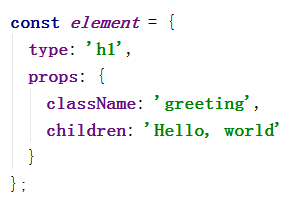 const element = {
  type: 'h1',
  props: {
    className: 'greeting',
    children: 'Hello, world'
  }
};